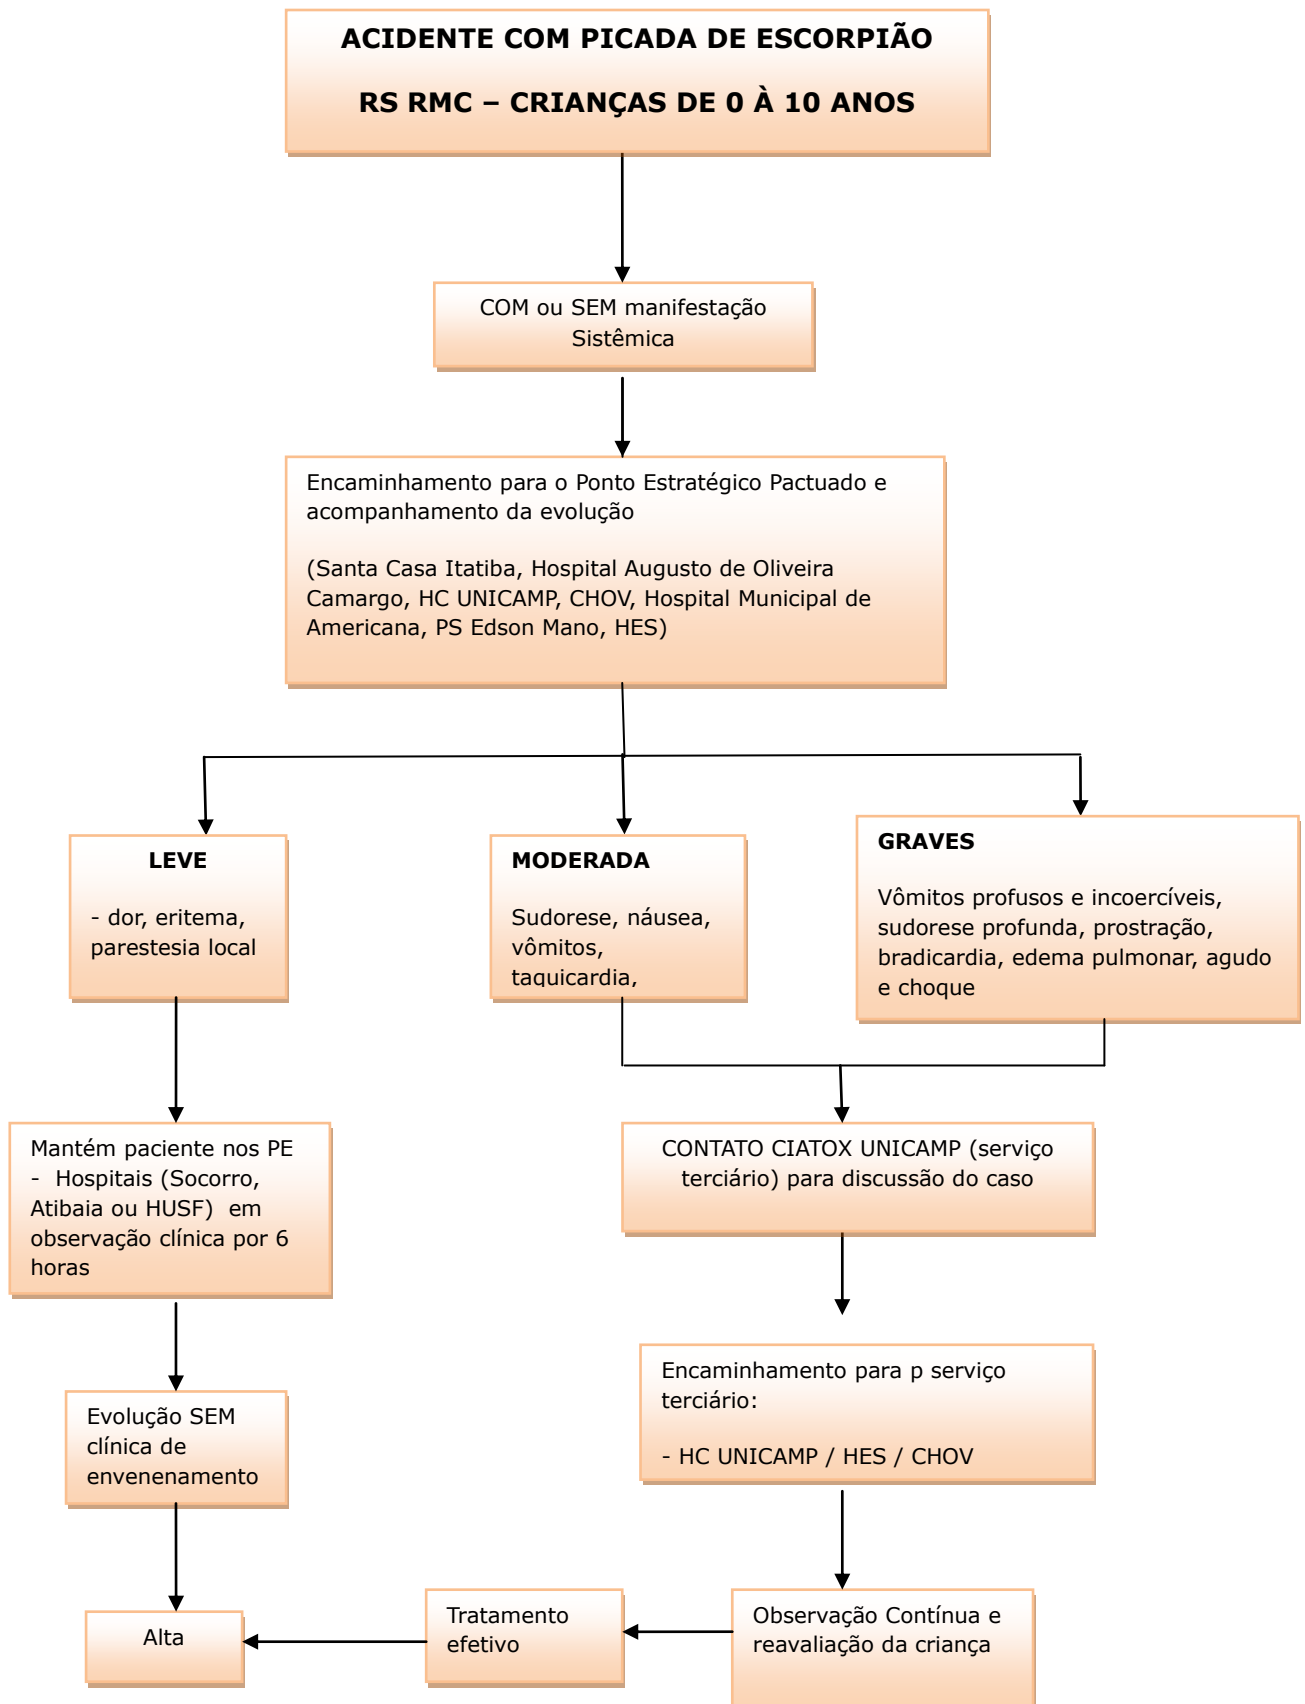 ACIDENTE COM PICADA DE ESCORPIÃO
RS RMC – CRIANÇAS DE 0 À 10 ANOS
COM ou SEM manifestação
Sistêmica
Encaminhamento para o Ponto Estratégico Pactuado e
acompanhamento da evolução
(Santa Casa Itatiba, Hospital Augusto de Oliveira
Camargo, HC UNICAMP, CHOV, Hospital Municipal de
Americana, PS Edson Mano, HES)
LEVE
- dor, eritema,
parestesia local
MODERADA
Sudorese, náusea,
vômitos,
taquicardia,
GRAVES
Vômitos profusos e incoercíveis,
sudorese profunda, prostração,
bradicardia, edema pulmonar, agudo
e choque
Mantém paciente nos PE
- Hospitais (Socorro,
Atibaia ou HUSF) em
observação clínica por 6
horas
CONTATO CIATOX UNICAMP (serviço
terciário) para discussão do caso
Evolução SEM
clínica de
envenenamento
Encaminhamento para p serviço
terciário:
- HC UNICAMP / HES / CHOV
Alta
Tratamento
efetivo
Observação Contínua e
reavaliação da criança